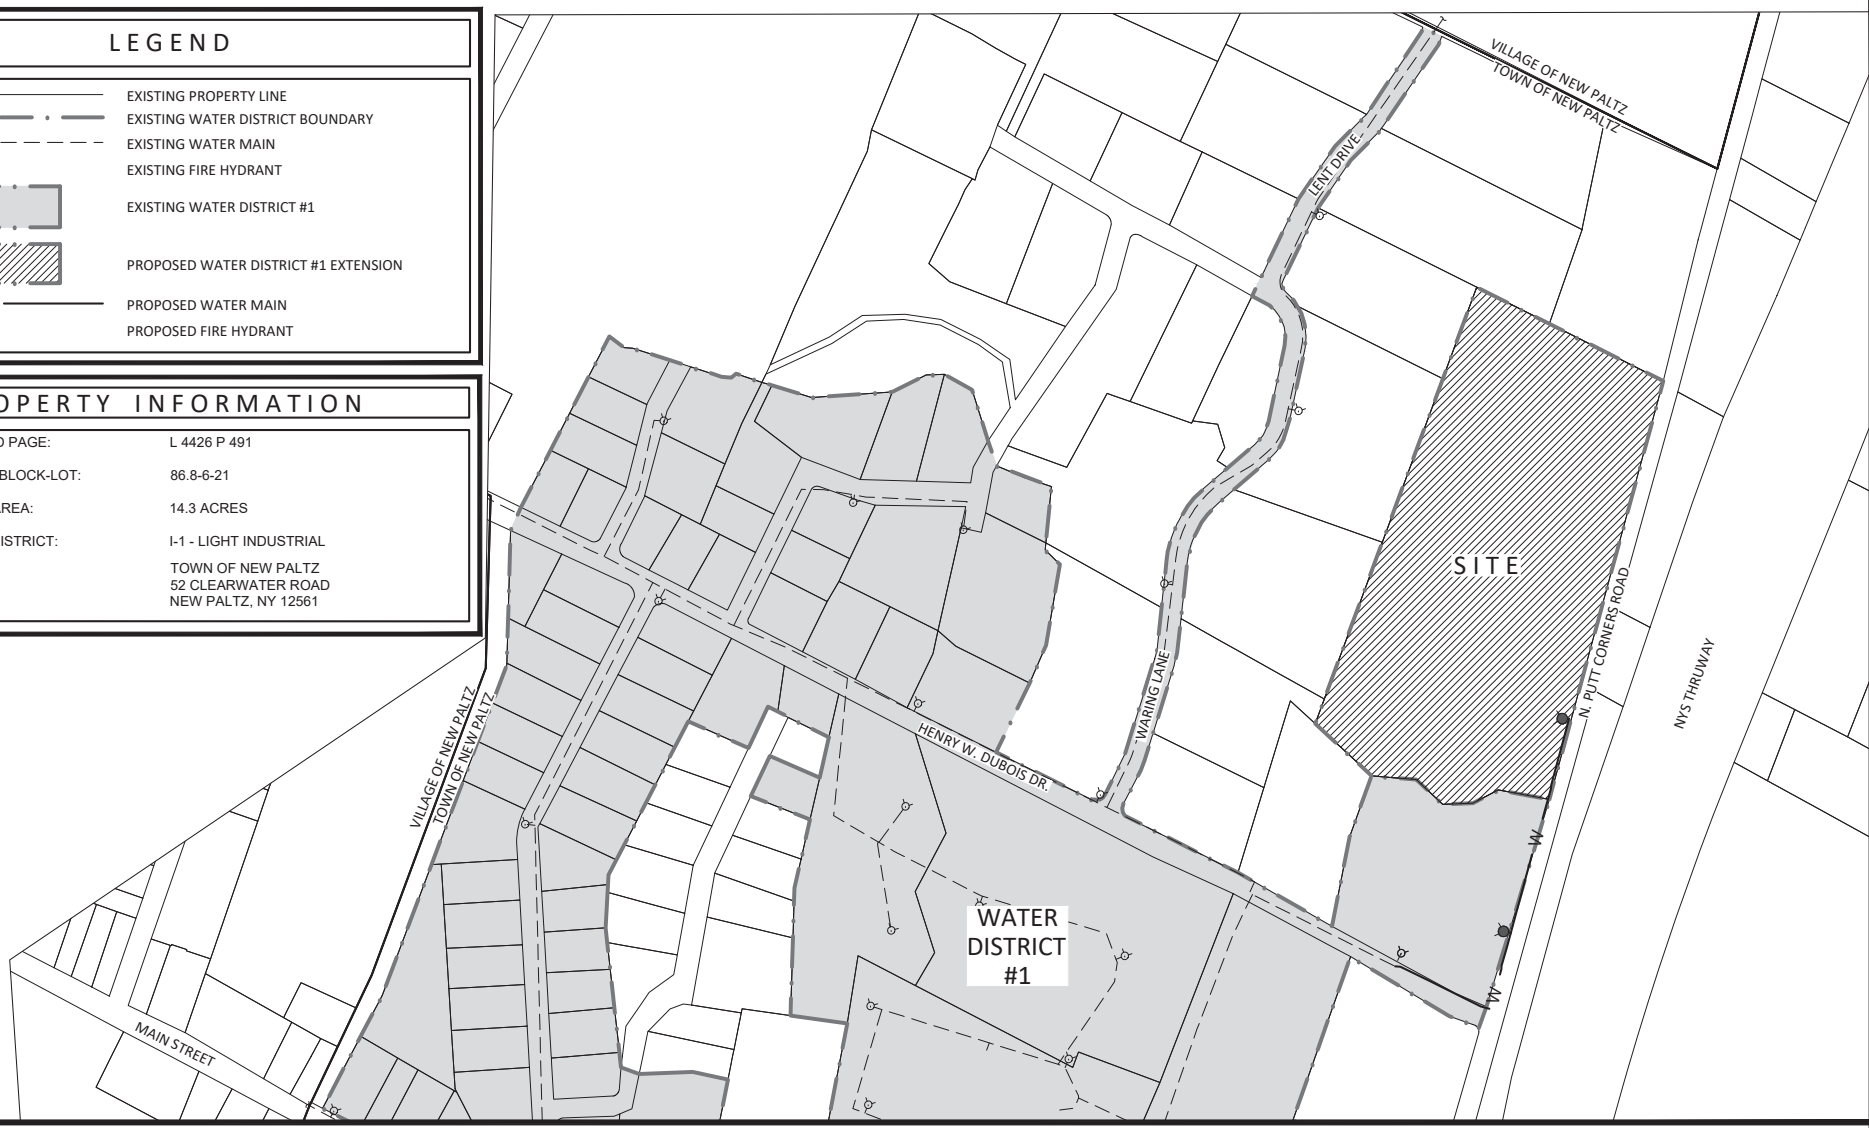 LEGEND
EXISTING PROPERTY LINE
EXISTING WATER DISTRICT BOUNDARY
EXISTING WATER MAIN
EXISTING FIRE HYDRANT
EXISTING WATER DISTRICT #1
PROPOSED WATER DISTRICT #1 EXTENSION
PROPOSED WATER MAIN
PROPOSED FIRE HYDRANT
OPERTY INFORMATION
D PAGE: L 4426 P 491
BLOCK-LOT: 86.8-6-21
AREA: 14.3 ACRES
ISTRICT: I-1 - LIGHT INDUSTRIAL
TOWN OF NEW PALTZ
52 CLEARWATER ROAD
NEW PALTZ, NY 12561
VILLAGE OF NEW PALTZ
TOWN OF NEW PALTZ
LENT DRIVE
SITE
N. PUTT CORNERS ROAD
NYS THRUWAY
WARING LANE
HENRY W. DUBOIS DR.
VILLAGE OF NEW PALTZ
TOWN OF NEW PALTZ
W
W
WATER
DISTRICT
#1
MAIN STREET